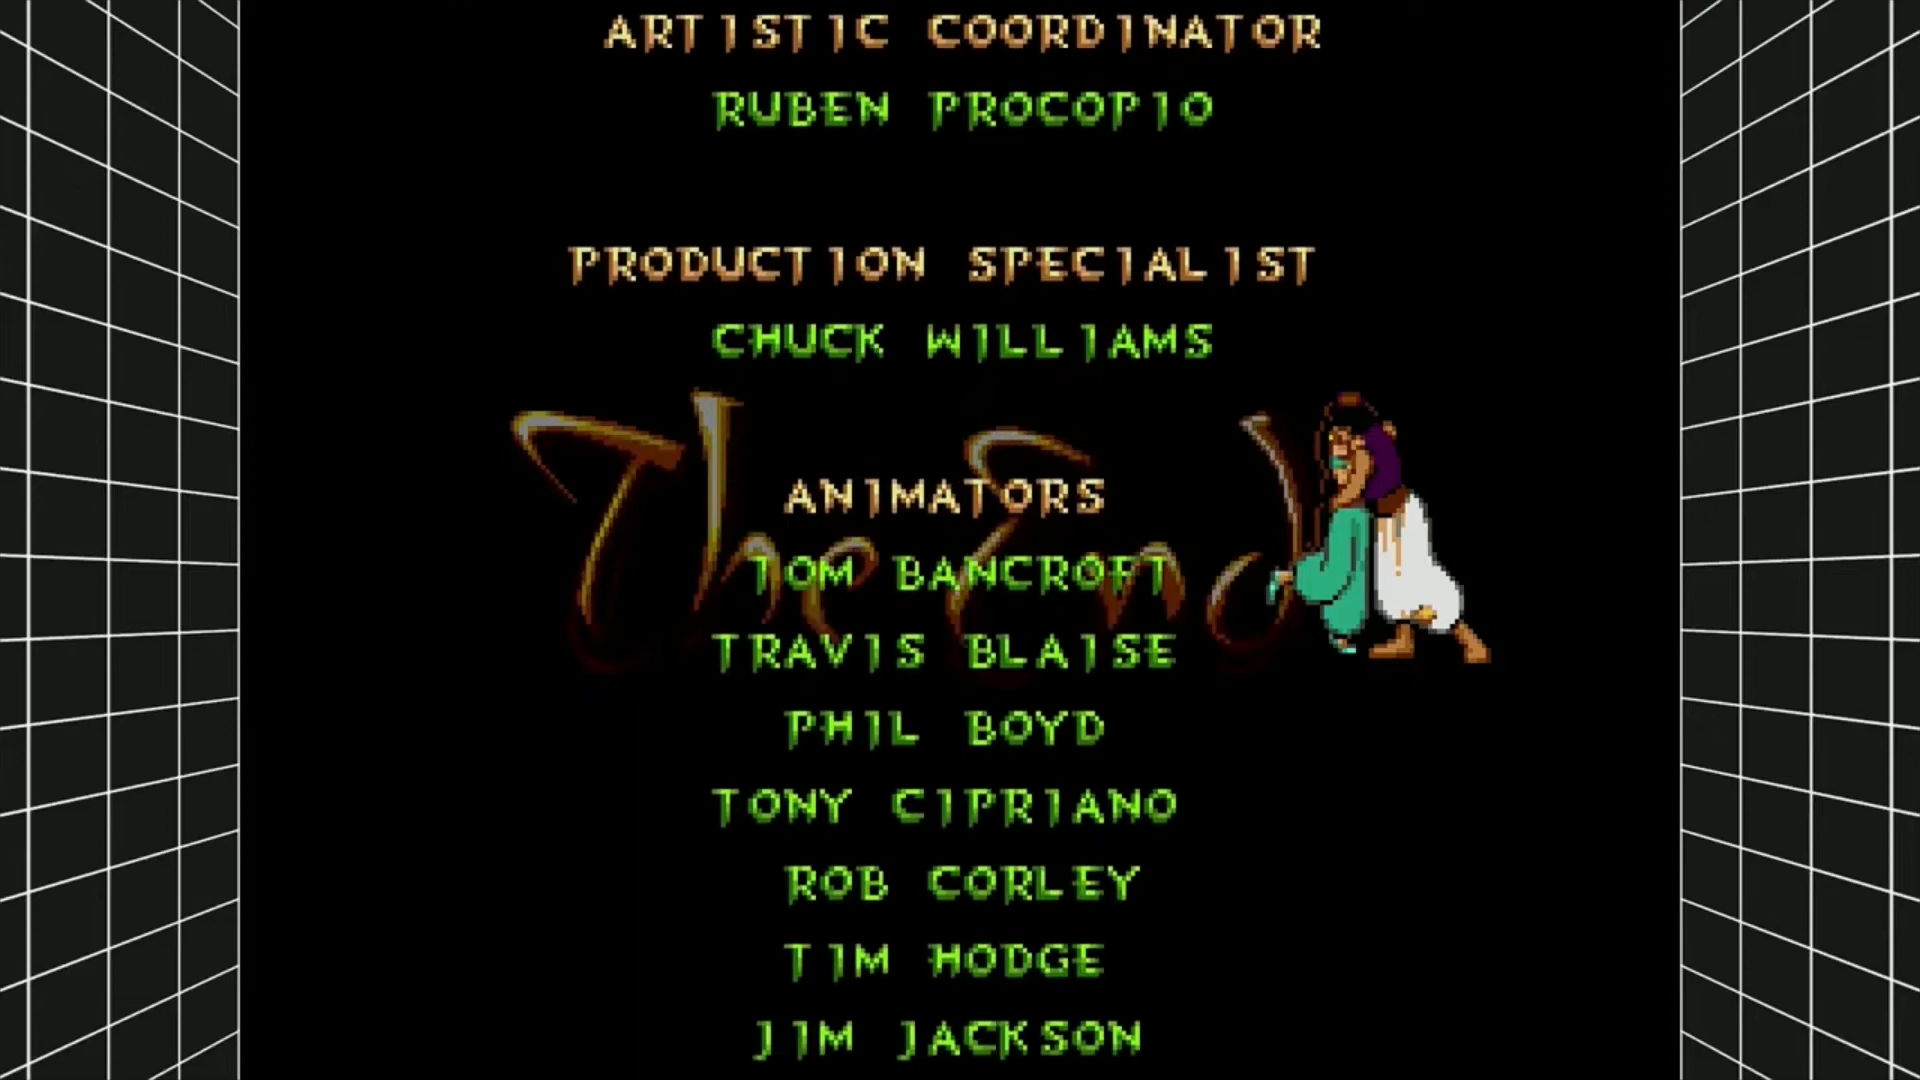 ARTISTIC COORDINATOR
RUBEN PROCOPIO
PRODUCTION SPECIALIST
CHUCK WILLIAMS
The End
ANIMATORS
TOM BANCROFT
TRAVIS BLAISE
PHIL BOYD
TONY CIPRIANO
ROB CORLEY
TIM HODGE
JIM JACKSON